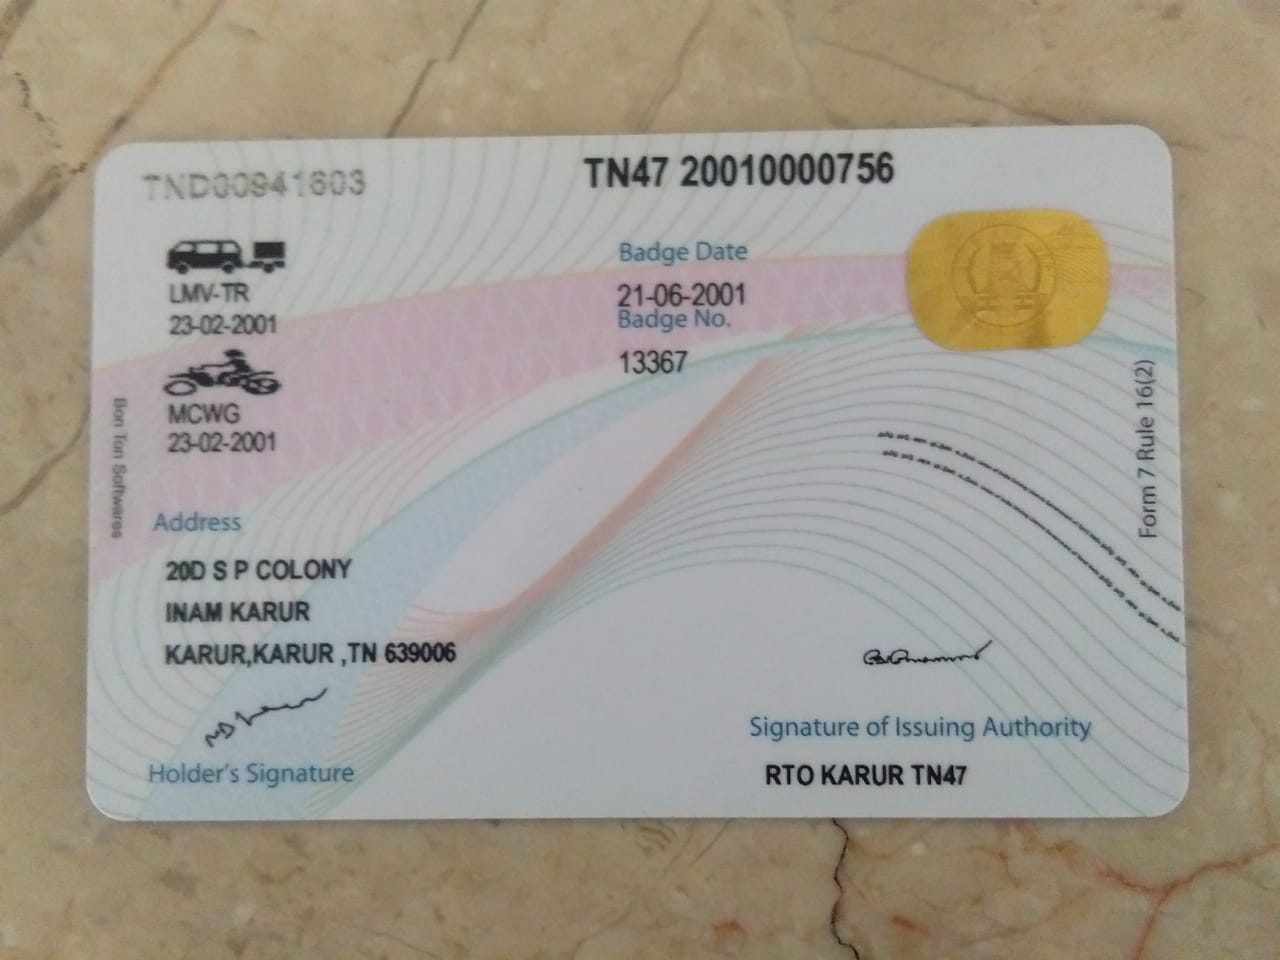 TND00941603
TN47 20010000756
LMV-TR
23-02-2001
MCWG
23-02-2001
Badge Date
21-06-2001
Badge No.
13367
Form 7 Rule 16(2)
Bon Ton Softwares
Address
20D S P COLONY
INAM KARUR
KARUR,KARUR ,TN 639006
Holder's Signature
Signature of Issuing Authority
RTO KARUR TN47